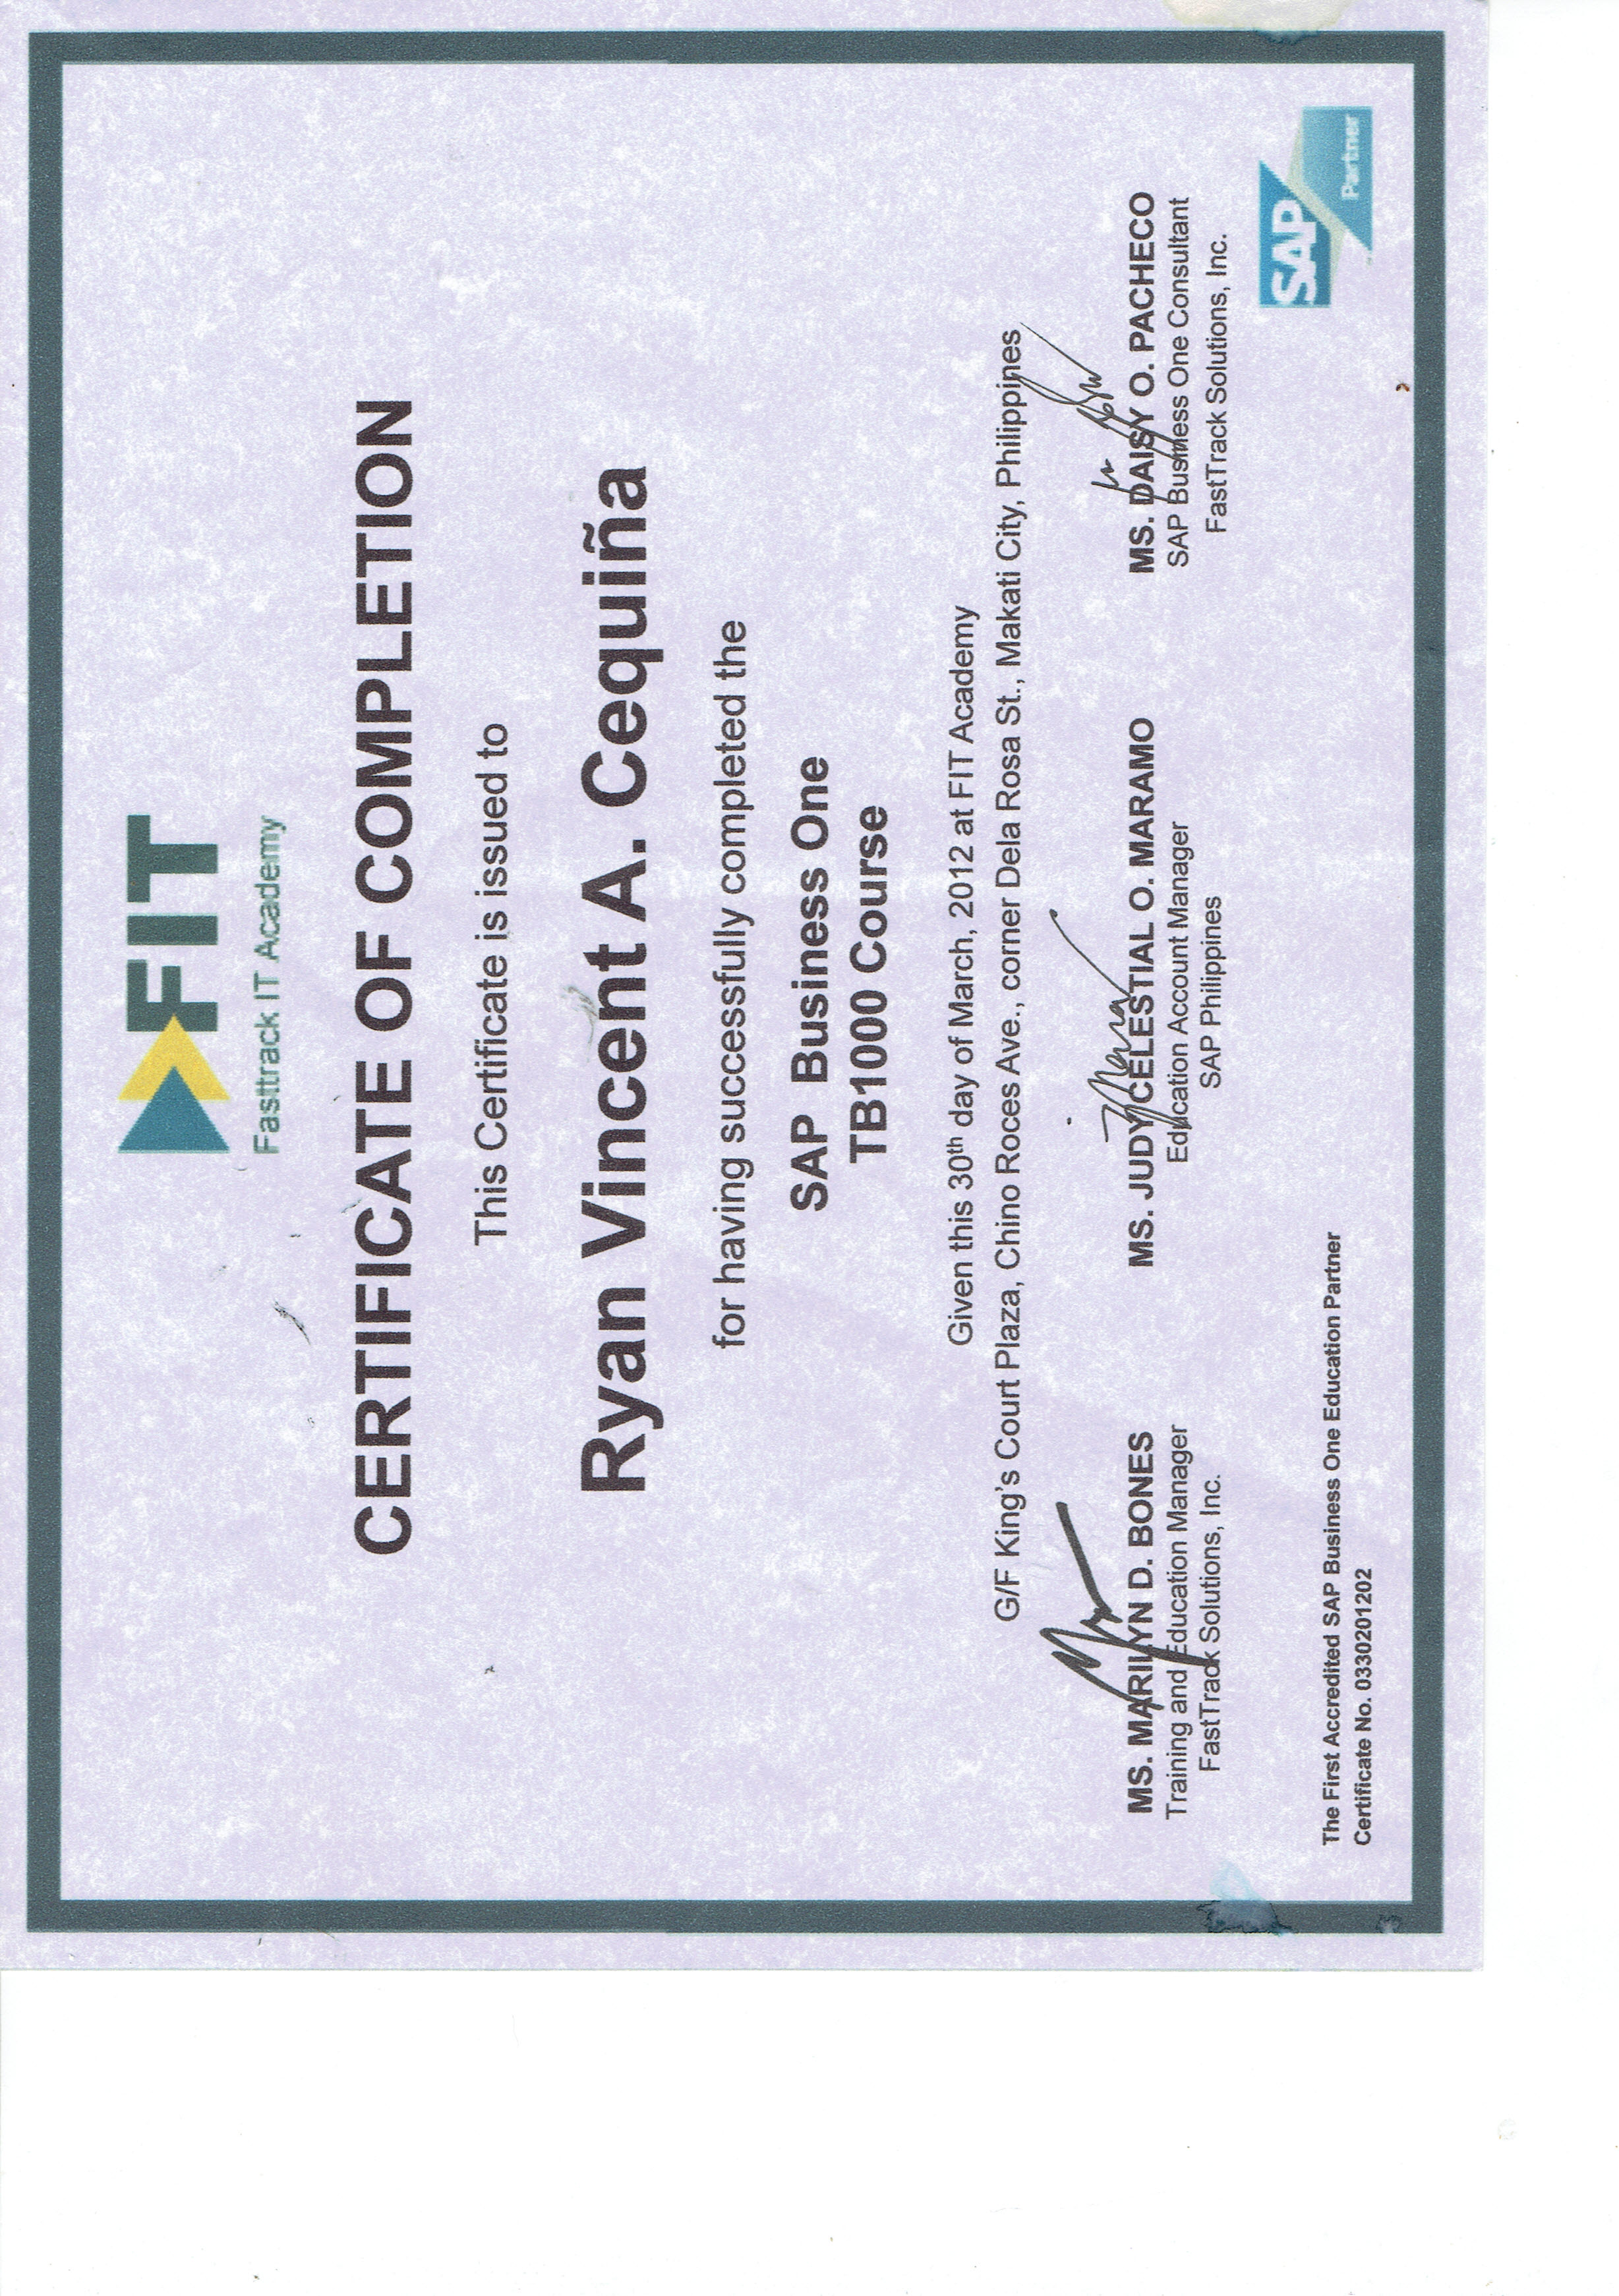 FIT
Fasttrack IT Academy
CERTIFICATE OF COMPLETION
This Certificate is issued to
Ryan Vincent A. Cequiña
for having successfully completed the
SAP Business One
TB1000 Course
Given this 30th day of March, 2012 at FIT Academy
G/F King's Court Plaza, Chino Roces Ave., corner Dela Rosa St., Makati City, Philippines
MS. MARILYN D. BONES
Training and Education Manager
FastTrack Solutions, Inc.
MS. JUDY CELESTIAL O. MARAMO
Education Account Manager
SAP Philippines
MS. DAISY O. PACHECO
SAP Business One Consultant
FastTrack Solutions, Inc.
The First Accredited SAP Business One Education Partner
Certificate No. 0330201202
SAP
Partner